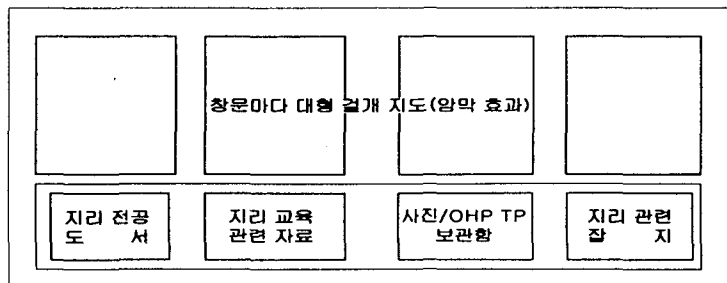 창문마다 대형 걸개 지도(암막 효과)
지리 전공
도 서
지리 교육
관련 자료
사진/OHP TP
보관함
지리 관련
잡 지